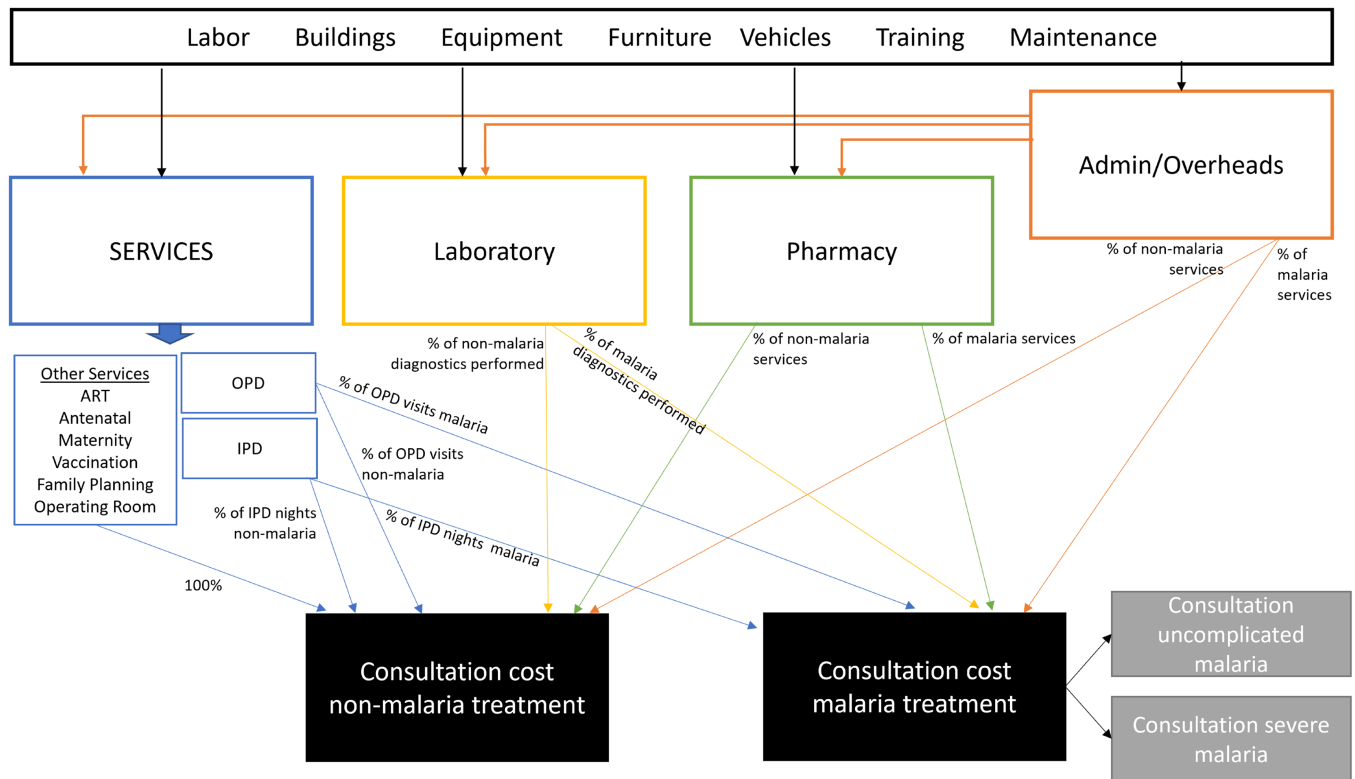 Labor Buildings Equipment Furniture Vehicles Training Maintenance
Admin/Overheads
SERVICES
Laboratory
Pharmacy
% of non-malaria
services
% of
malaria
services
% of non-malaria
diagnostics performed
% of malaria
diagnostics performed
% of non-malaria
services
% of malaria services
Other Services
ART
Antenatal
Maternity
Vaccination
Family Planning
Operating Room
OPD
IPD
% of OPD visits malaria
% of OPD visits
non-malaria
% of IPD nights
non-malaria
% of IPD nights malaria
100%
Consultation cost
non-malaria treatment
Consultation cost
malaria treatment
Consultation
uncomplicated
malaria
Consultation severe
malaria